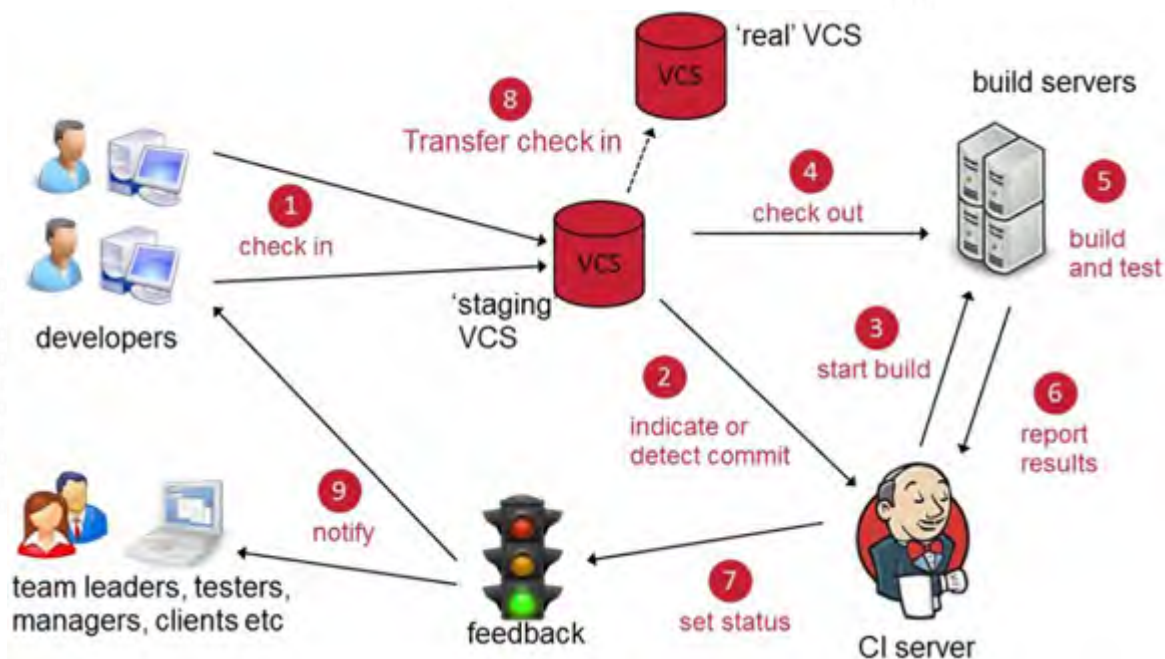 'real' VCS
VCS
build servers
8
Transfer check in
4
check out
5
build
and test
1
check in
VCS
'staging'
VCS
developers
3
start build
2
indicate or
detect commit
6
report
results
9
notify
team leaders, testers,
managers, clients etc
feedback
7
set status
CI server